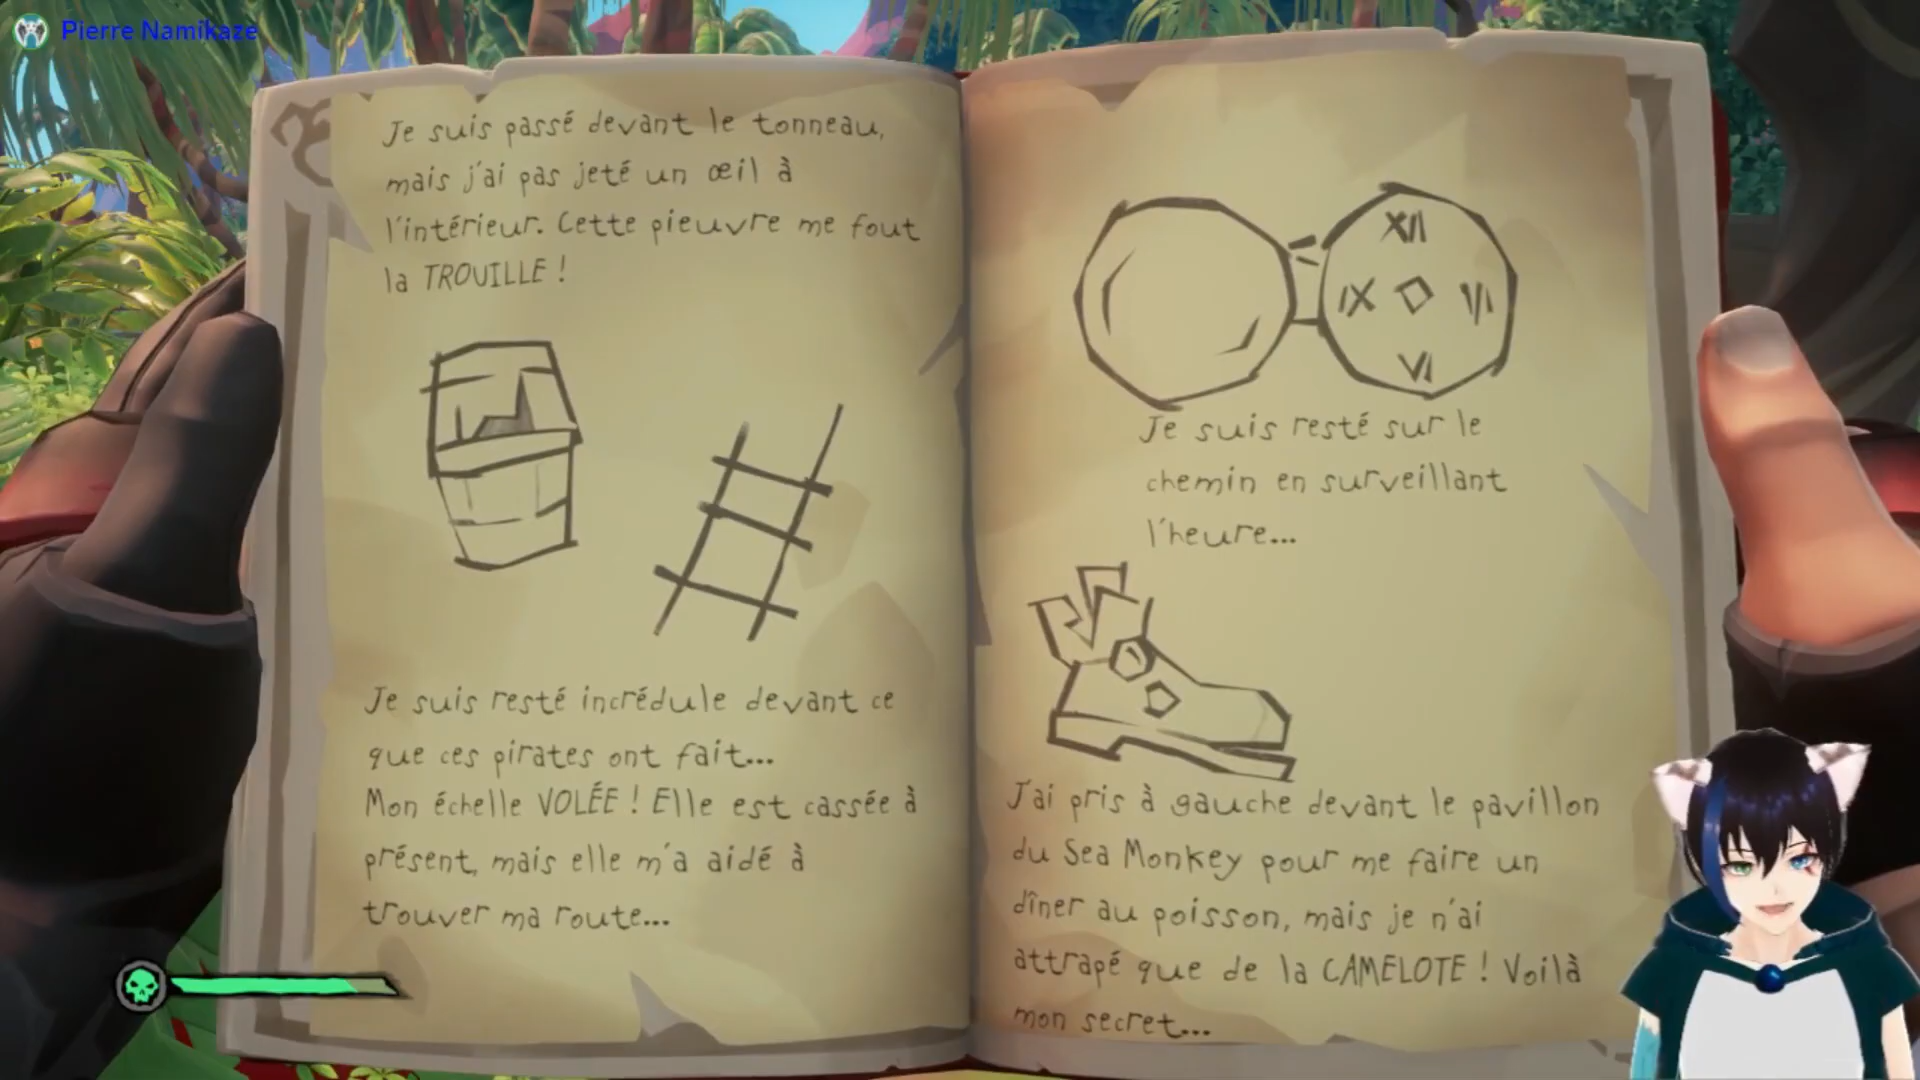 Pierre Namikaze
Je suis passé devant le tonneau,
mais j'ai pas jeté un œil à
l'intérieur. Cette pieuvre me fout
la TROUILLE !
Je suis resté incrédule devant ce
que ces pirates ont fait...
Mon échelle VOLÉE ! Elle est cassée à
présent, mais elle m'a aidé à
trouver ma route...
XII
IX
VI
Je suis resté sur le
chemin en surveillant
l'heure...
J'ai pris à gauche devant le pavillon
du Sea Monkey pour me faire un
dîner au poisson, mais je n'ai
attrapé que de la CAMELOTE ! Voilà
mon secret...